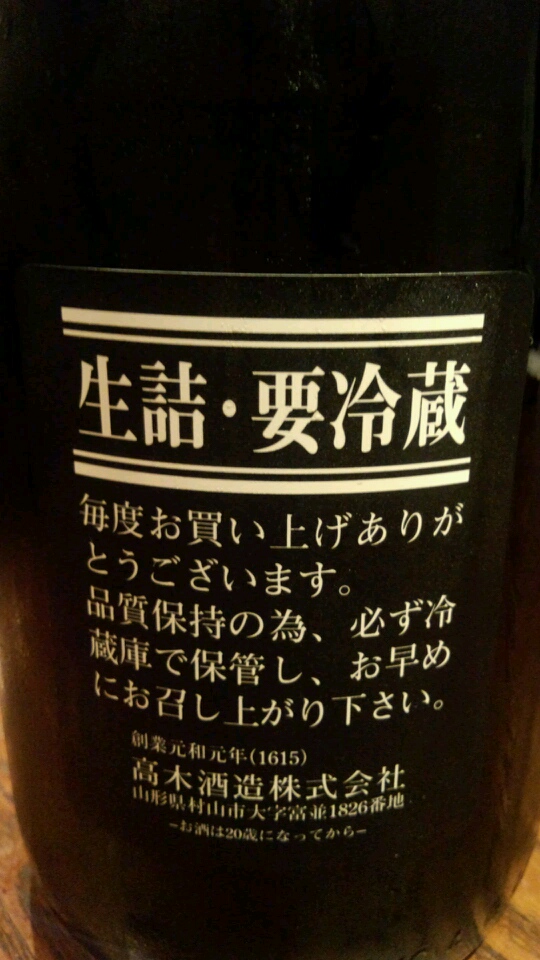 生詰・要冷蔵
毎度お買い上げありが
とうございます。
品質保持の為、必ず冷
蔵庫で保管し、お早め
にお召し上がり下さい。
創業元和元年(1615)
高木酒造株式会社
山形県村山市大字富並1826番地
−お酒は20歳になってから−